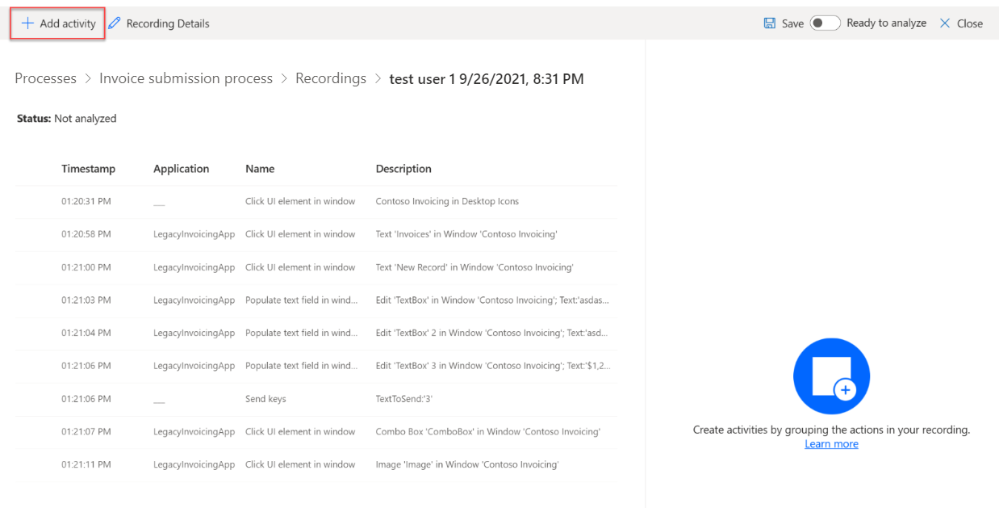 Add activity Recording Details Save Ready to analyze Close
Processes > Invoice submission process > Recordings > test user 1 9/26/2021, 8:31 PM
Status: Not analyzed
Timestamp Application Name Description
01:20:31 PM __ Click UI element in window Contoso Invoicing in Desktop Icons
01:20:58 PM LegacyInvoicingApp Click UI element in window Text 'Invoices' in Window 'Contoso Invoicing'
01:21:00 PM LegacyInvoicingApp Click UI element in window Text 'New Record' in Window 'Contoso Invoicing'
01:21:03 PM LegacyInvoicingApp Populate text field in wind... Edit 'TextBox' in Window 'Contoso Invoicing'; Text:'asdas...
01:21:04 PM LegacyInvoicingApp Populate text field in wind... Edit 'TextBox' 2 in Window 'Contoso Invoicing'; Text:'asd...
01:21:06 PM LegacyInvoicingApp Populate text field in wind... Edit 'TextBox' 3 in Window 'Contoso Invoicing'; Text:'$1,2...
01:21:06 PM __ Send keys TextToSend:'3'
01:21:07 PM LegacyInvoicingApp Click UI element in window Combo Box 'ComboBox' in Window 'Contoso Invoicing'
01:21:11 PM LegacyInvoicingApp Click UI element in window Image 'Image' in Window 'Contoso Invoicing'
Create activities by grouping the actions in your recording.
Learn more